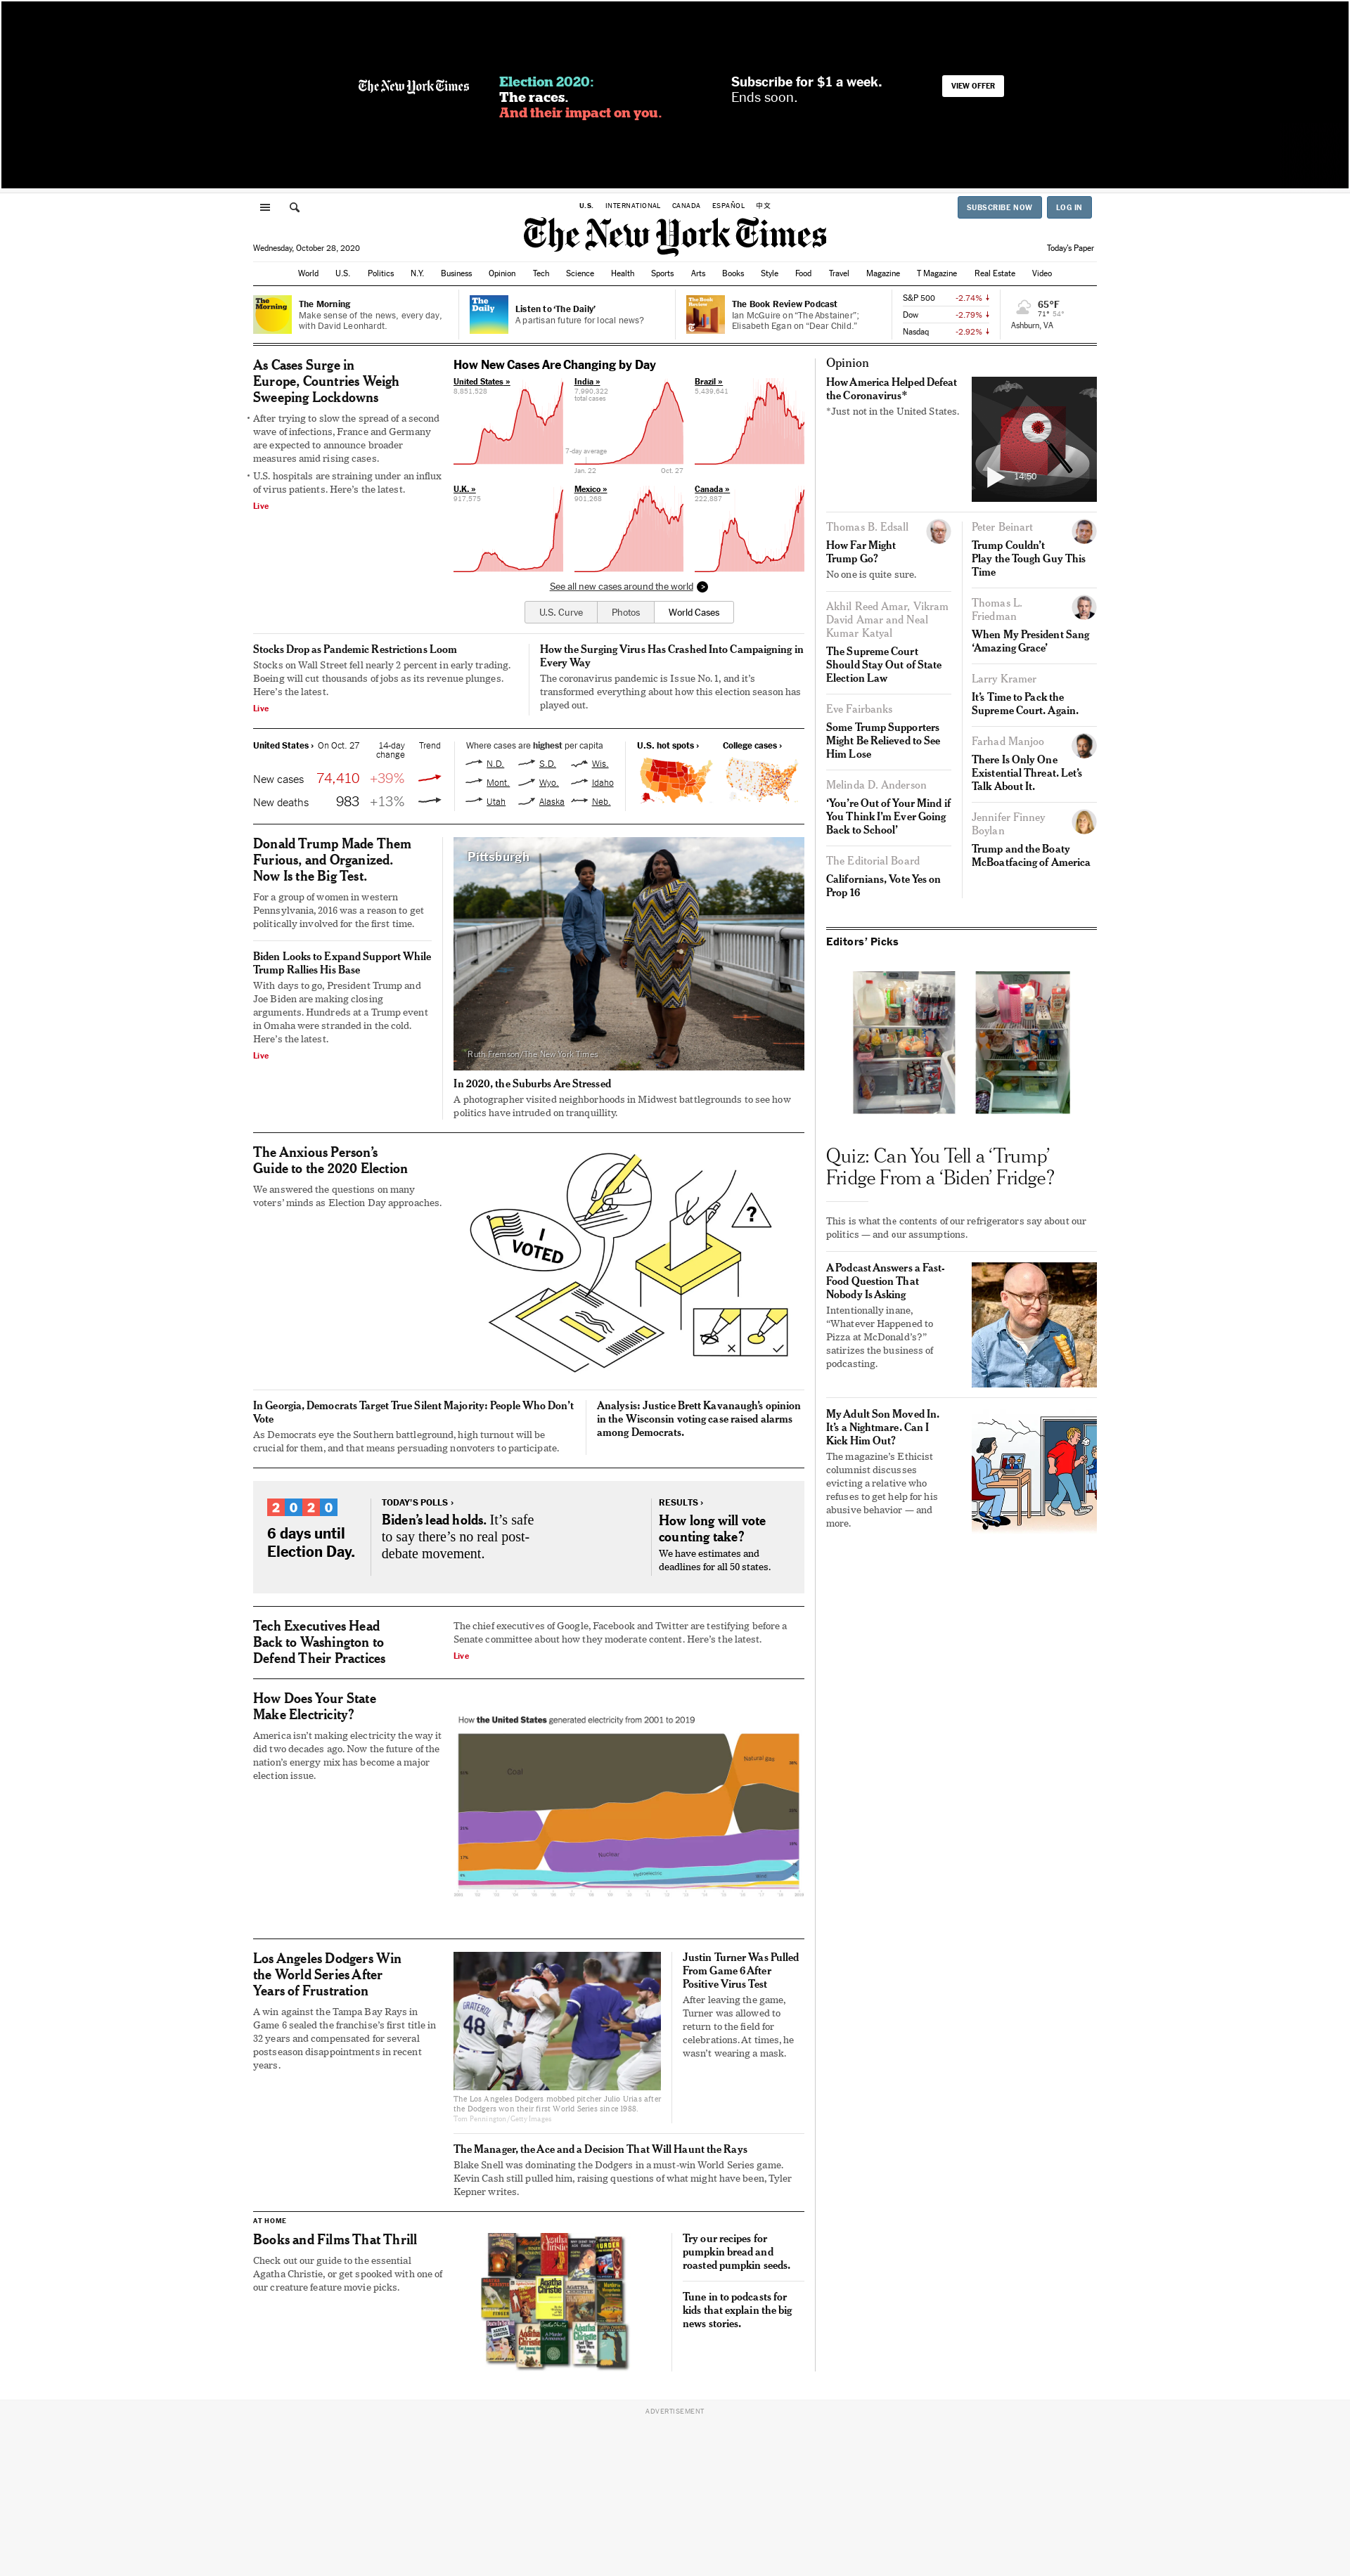 The New York Times
Election 2020:
The races.
And their impact on you.
Subscribe for $1 a week.
Ends soon.
VIEW OFFER
U.S. INTERNATIONAL CANADA ESPAÑOL 中文
SUBSCRIBE NOW LOG IN
The New York Times
Wednesday, October 28, 2020
Today's Paper
World U.S. Politics N.Y. Business Opinion Tech Science Health Sports Arts Books Style Food Travel Magazine T Magazine Real Estate Video
The Morning
The Morning
Make sense of the news, every day,
with David Leonhardt.
The Daily
Listen to ‘The Daily’
A partisan future for local news?
The Book Review
The Book Review Podcast
Ian McGuire on “The Abstainer”;
Elisabeth Egan on “Dear Child.”
S&P 500 -2.74% ↓
Dow -2.79% ↓
Nasdaq -2.92% ↓
65°F
71° 54°
Ashburn, VA
As Cases Surge in
Europe, Countries Weigh
Sweeping Lockdowns
• After trying to slow the spread of a second
wave of infections, France and Germany
are expected to announce broader
measures amid rising cases.
• U.S. hospitals are straining under an influx
of virus patients. Here’s the latest.
Live
How New Cases Are Changing by Day
United States »
8,851,529
India »
7,990,322
total cases
Brazil »
5,439,641
7-day average
Jan. 22 Oct. 27
U.K. »
917,575
Mexico »
901,268
Canada »
222,887
See all new cases around the world >
U.S. Curve Photos World Cases
Stocks Drop as Pandemic Restrictions Loom
Stocks on Wall Street fell nearly 2 percent in early trading.
Boeing will cut thousands of jobs as its revenue plunges.
Here’s the latest.
Live
How the Surging Virus Has Crashed Into Campaigning in
Every Way
The coronavirus pandemic is Issue No. 1, and it’s
transformed everything about how this election season has
played out.
United States › On Oct. 27 14-day change Trend
New cases 74,410 +39%
New deaths 983 +13%
Where cases are highest per capita
N.D. S.D. Wis.
Mont. Wyo. Idaho
Utah Alaska Neb.
U.S. hot spots › College cases ›
Donald Trump Made Them
Furious, and Organized.
Now Is the Big Test.
For a group of women in western
Pennsylvania, 2016 was a reason to get
politically involved for the first time.
Biden Looks to Expand Support While
Trump Rallies His Base
With days to go, President Trump and
Joe Biden are making closing
arguments. Hundreds at a Trump event
in Omaha were stranded in the cold.
Here’s the latest.
Live
Pittsburgh
Ruth Fremson/The New York Times
In 2020, the Suburbs Are Stressed
A photographer visited neighborhoods in Midwest battlegrounds to see how
politics have intruded on tranquillity.
The Anxious Person’s
Guide to the 2020 Election
We answered the questions on many
voters’ minds as Election Day approaches.
I
VOTED
?
In Georgia, Democrats Target True Silent Majority: People Who Don’t
Vote
As Democrats eye the Southern battleground, high turnout will be
crucial for them, and that means persuading nonvoters to participate.
Analysis: Justice Brett Kavanaugh’s opinion
in the Wisconsin voting case raised alarms
among Democrats.
2020
6 days until
Election Day.
TODAY’S POLLS ›
Biden’s lead holds. It’s safe
to say there’s no real post-
debate movement.
RESULTS ›
How long will vote
counting take?
We have estimates and
deadlines for all 50 states.
Tech Executives Head
Back to Washington to
Defend Their Practices
The chief executives of Google, Facebook and Twitter are testifying before a
Senate committee about how they moderate content. Here’s the latest.
Live
How Does Your State
Make Electricity?
America isn’t making electricity the way it
did two decades ago. Now the future of the
nation’s energy mix has become a major
election issue.
How the United States generated electricity from 2001 to 2019
Coal
Natural gas
Nuclear
Hydroelectric
Wind
Los Angeles Dodgers Win
the World Series After
Years of Frustration
A win against the Tampa Bay Rays in
Game 6 sealed the franchise’s first title in
32 years and compensated for several
postseason disappointments in recent
years.
GRATEROL
48
The Los Angeles Dodgers mobbed pitcher Julio Urias after
the Dodgers won their first World Series since 1988.
Tom Pennington/Getty Images
Justin Turner Was Pulled
From Game 6 After
Positive Virus Test
After leaving the game,
Turner was allowed to
return to the field for
celebrations. At times, he
wasn’t wearing a mask.
The Manager, the Ace and a Decision That Will Haunt the Rays
Blake Snell was dominating the Dodgers in a must-win World Series game.
Kevin Cash still pulled him, raising questions of what might have been, Tyler
Kepner writes.
AT HOME
Books and Films That Thrill
Check out our guide to the essential
Agatha Christie, or get spooked with one of
our creature feature movie picks.
Try our recipes for
pumpkin bread and
roasted pumpkin seeds.
Tune in to podcasts for
kids that explain the big
news stories.
Opinion
How America Helped Defeat
the Coronavirus*
*Just not in the United States.
14:50
Thomas B. Edsall
How Far Might
Trump Go?
No one is quite sure.
Akhil Reed Amar, Vikram
David Amar and Neal
Kumar Katyal
The Supreme Court
Should Stay Out of State
Election Law
Eve Fairbanks
Some Trump Supporters
Might Be Relieved to See
Him Lose
Melinda D. Anderson
‘You’re Out of Your Mind if
You Think I’m Ever Going
Back to School’
The Editorial Board
Californians, Vote Yes on
Prop 16
Peter Beinart
Trump Couldn’t
Play the Tough Guy This
Time
Thomas L.
Friedman
When My President Sang
‘Amazing Grace’
Larry Kramer
It’s Time to Pack the
Supreme Court. Again.
Farhad Manjoo
There Is Only One
Existential Threat. Let’s
Talk About It.
Jennifer Finney
Boylan
Trump and the Boaty
McBoatfacing of America
Editors’ Picks
Quiz: Can You Tell a ‘Trump’
Fridge From a ‘Biden’ Fridge?
This is what the contents of our refrigerators say about our
politics — and our assumptions.
A Podcast Answers a Fast-
Food Question That
Nobody Is Asking
Intentionally inane,
“Whatever Happened to
Pizza at McDonald’s?”
satirizes the business of
podcasting.
My Adult Son Moved In.
It’s a Nightmare. Can I
Kick Him Out?
The magazine’s Ethicist
columnist discusses
evicting a relative who
refuses to get help for his
abusive behavior — and
more.
ADVERTISEMENT